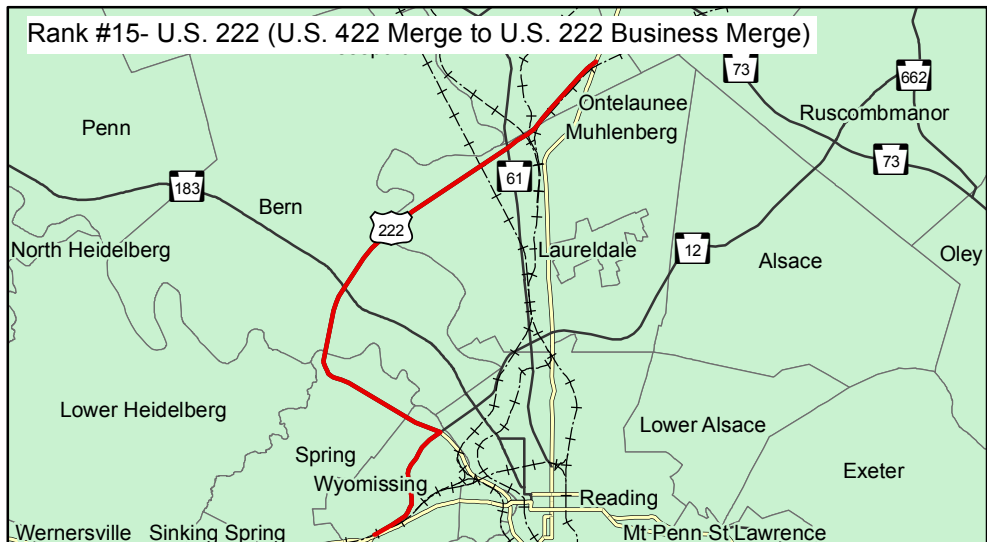 Rank #15- U.S. 222 (U.S. 422 Merge to U.S. 222 Business Merge)
73
662
Ontelaunee
Ruscombmanor
Penn
Muhlenberg
73
61
183
Bern
222
North Heidelberg
Laureldale
12
Alsace
Oley
Lower Heidelberg
Lower Alsace
Spring
Exeter
Wyomissing
Reading
Wernersville
Sinking Spring
Mt Penn
St Lawrence